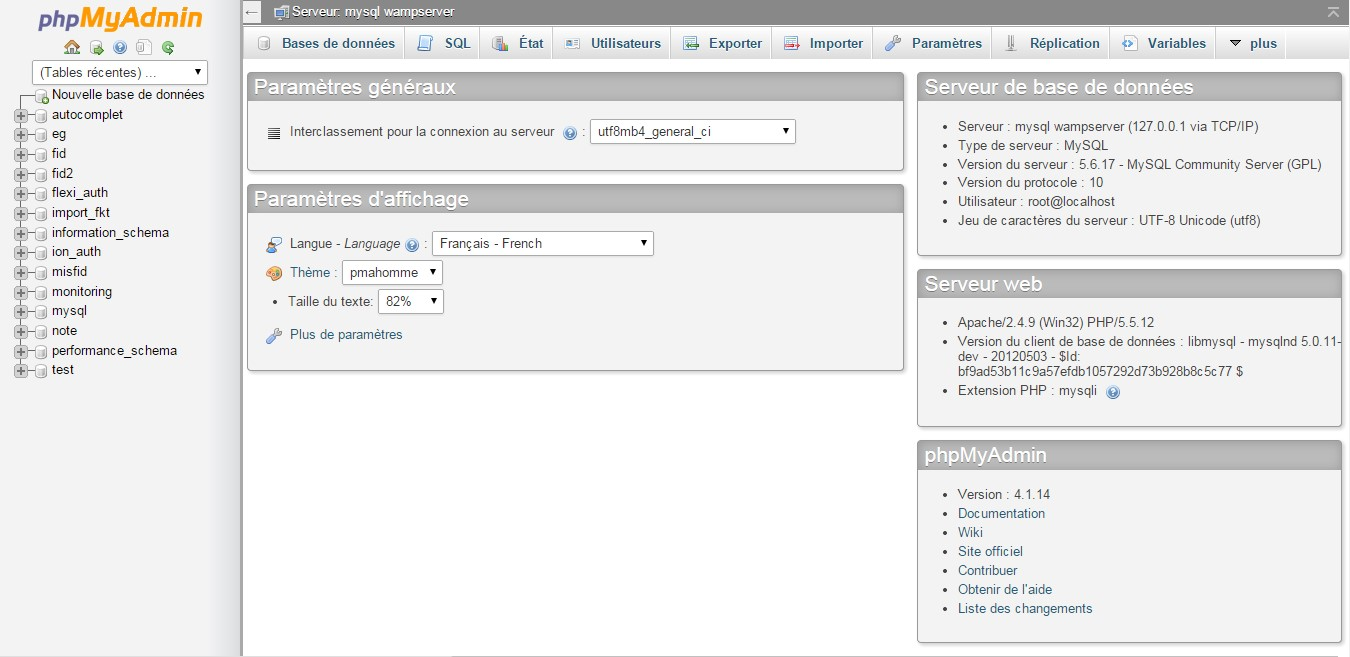 phpMyAdmin
(Tables récentes) ...
Nouvelle base de données
autocomplet
eg
fid
fid2
flexi_auth
import_fkt
information_schema
ion_auth
misfid
monitoring
mysql
note
performance_schema
test
Serveur: mysql wampserver
Bases de données SQL État Utilisateurs Exporter Importer Paramètres Réplication Variables plus
Paramètres généraux
Interclassement pour la connexion au serveur : utf8mb4_general_ci
Paramètres d'affichage
Langue - Language : Français - French
Thème : pmahomme
Taille du texte: 82%
Plus de paramètres
Serveur de base de données
Serveur : mysql wampserver (127.0.0.1 via TCP/IP)
Type de serveur : MySQL
Version du serveur : 5.6.17 - MySQL Community Server (GPL)
Version du protocole : 10
Utilisateur : root@localhost
Jeu de caractères du serveur : UTF-8 Unicode (utf8)
Serveur web
Apache/2.4.9 (Win32) PHP/5.5.12
Version du client de base de données : libmysql - mysqlnd 5.0.11-
dev - 20120503 - $Id:
bf9ad53b11c9a57efdb1057292d73b928b8c5c77 $
Extension PHP : mysqli
phpMyAdmin
Version : 4.1.14
Documentation
Wiki
Site officiel
Contribuer
Obtenir de l'aide
Liste des changements